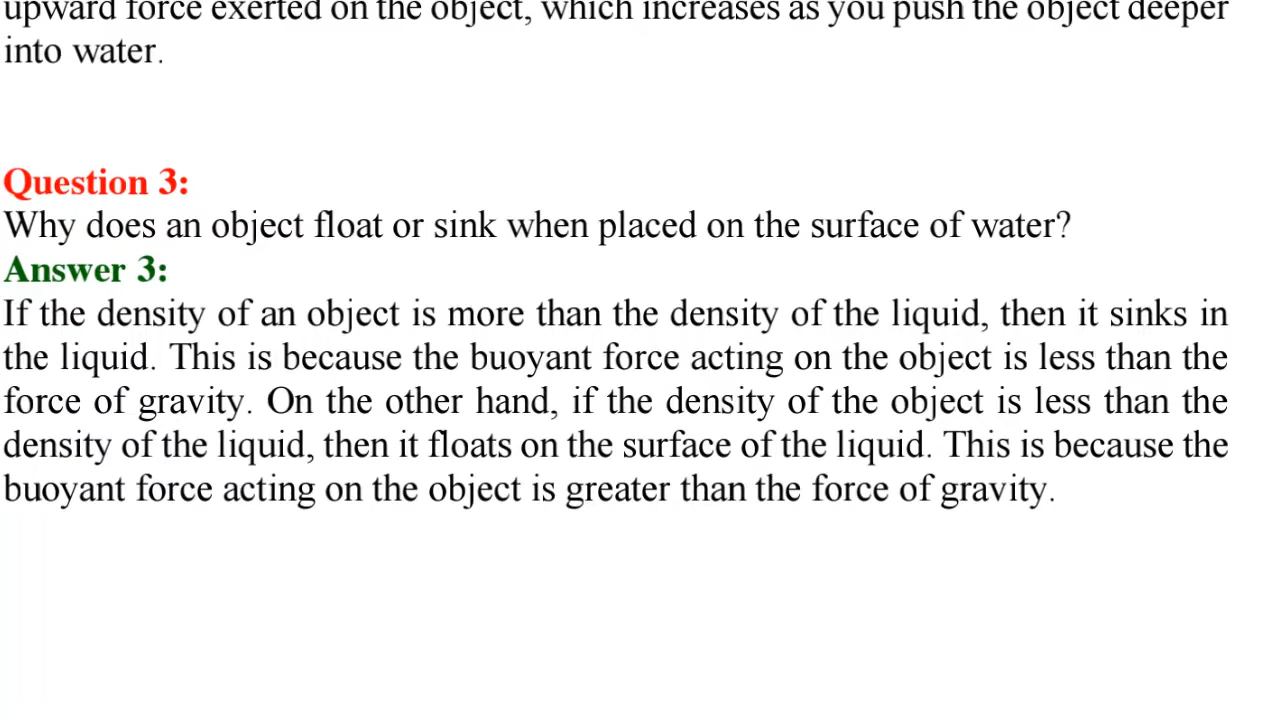 upward force exerted on the object, which increases as you push the object deeper
into water.
Question 3:
Why does an object float or sink when placed on the surface of water?
Answer 3:
If the density of an object is more than the density of the liquid, then it sinks in
the liquid. This is because the buoyant force acting on the object is less than the
force of gravity. On the other hand, if the density of the object is less than the
density of the liquid, then it floats on the surface of the liquid. This is because the
buoyant force acting on the object is greater than the force of gravity.